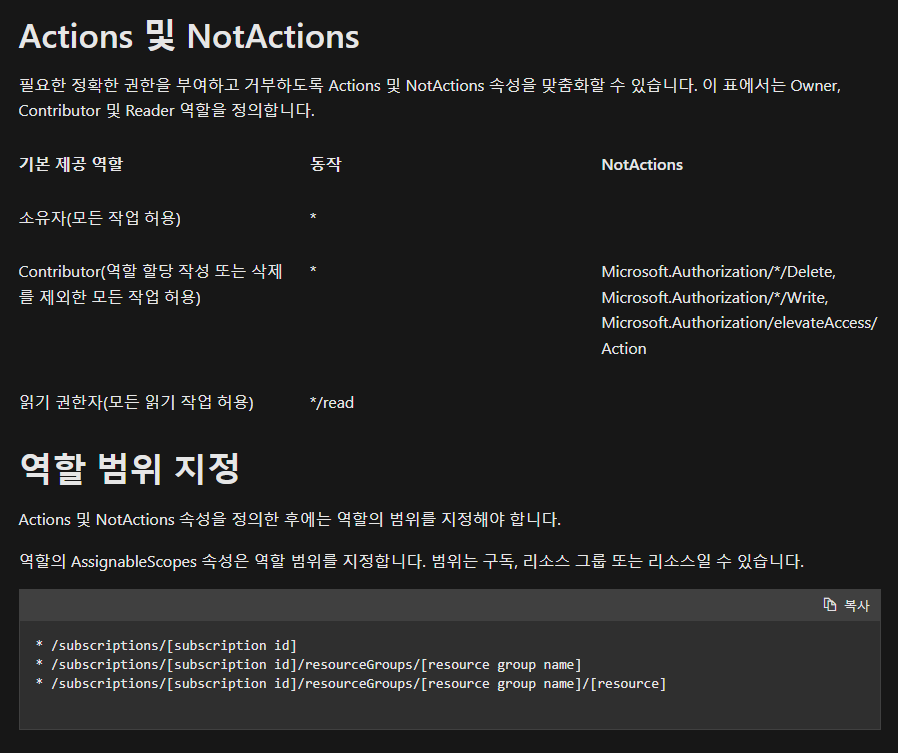 Actions 및 NotActions
필요한 정확한 권한을 부여하고 거부하도록 Actions 및 NotActions 속성을 맞춤화할 수 있습니다. 이 표에서는 Owner,
Contributor 및 Reader 역할을 정의합니다.
기본 제공 역할 동작 NotActions
소유자(모든 작업 허용) *
Contributor(역할 할당 작성 또는 삭제 * Microsoft.Authorization/*/Delete,
를 제외한 모든 작업 허용) Microsoft.Authorization/*/Write,
Microsoft.Authorization/elevateAccess/
Action
읽기 권한자(모든 읽기 작업 허용) */read
역할 범위 지정
Actions 및 NotActions 속성을 정의한 후에는 역할의 범위를 지정해야 합니다.
역할의 AssignableScopes 속성은 역할 범위를 지정합니다. 범위는 구독, 리소스 그룹 또는 리소스일 수 있습니다.
복사
* /subscriptions/[subscription id]
* /subscriptions/[subscription id]/resourceGroups/[resource group name]
* /subscriptions/[subscription id]/resourceGroups/[resource group name]/[resource]